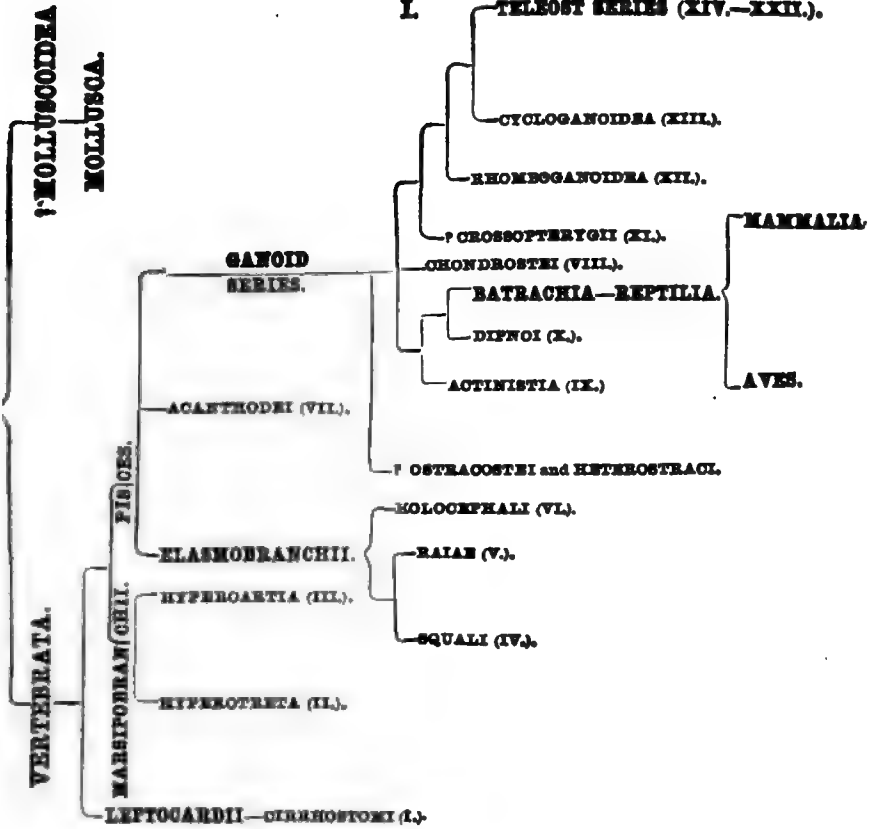 I. TELEOST SERIES (XIV.—XXII.).
? MOLLUSCOIDEA
MOLLUSCA.
CYCLOGANOIDEA (XIII.).
RHOMBOGANOIDEA (XII.).
? CROSSOPTERYGII (XI.).
MAMMALIA.
GANOID
SERIES.
CHONDROSTEI (VIII.).
BATRACHIA—REPTILIA.
DIPNOI (X.).
ACTINISTIA (IX.)
AVES.
ACANTHODEI (VII.).
PISCES.
? OSTRACOSTEI and HETEROSTRACI.
HOLOCEPHALI (VI.).
ELASMOBRANCHII.
RAIAE (V.).
HYPEROARTIA (III.).
SQUALI (IV.).
VERTEBRATA.
MARSIPOBRANCHII.
HYPEROTRETA (II.).
LEPTOCARDII—CIRRHOSTOMI (I.).